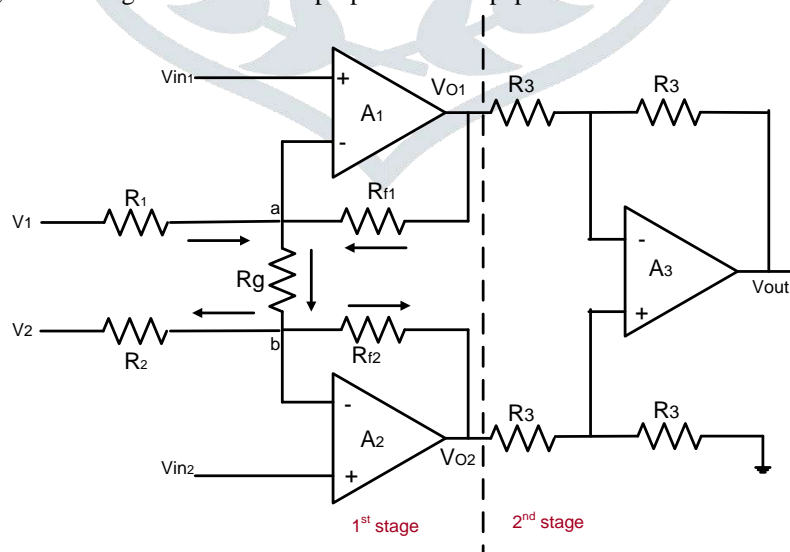 Vin1
VO1
R3
R3
A1
+
-
R1
Rf1
a
V1
Rg
A3
-
+
Vout
V2
b
R2
Rf2
R3
R3
-
A2
+
VO2
Vin2
1st stage
2nd stage